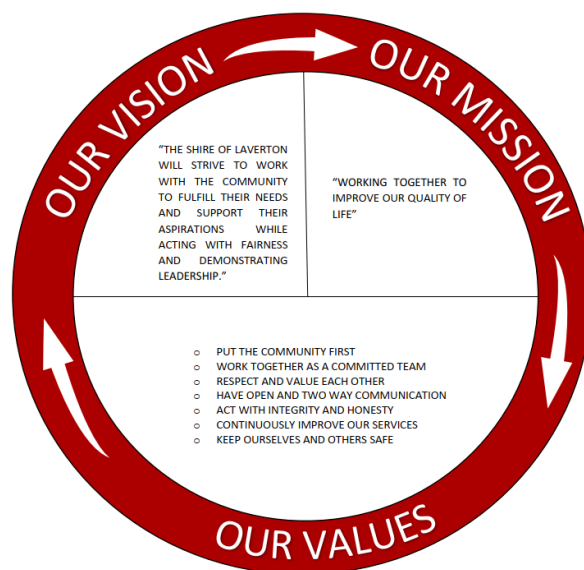 OUR VISION
OUR MISSION
"THE SHIRE OF LAVERTON
WILL STRIVE TO WORK
WITH THE COMMUNITY
TO FULFILL THEIR NEEDS
AND SUPPORT THEIR
ASPIRATIONS WHILE
ACTING WITH FAIRNESS
AND DEMONSTRATING
LEADERSHIP."
"WORKING TOGETHER TO
IMPROVE OUR QUALITY OF
LIFE"
o PUT THE COMMUNITY FIRST
o WORK TOGETHER AS A COMMITTED TEAM
o RESPECT AND VALUE EACH OTHER
o HAVE OPEN AND TWO WAY COMMUNICATION
o ACT WITH INTEGRITY AND HONESTY
o CONTINUOUSLY IMPROVE OUR SERVICES
o KEEP OURSELVES AND OTHERS SAFE
OUR VALUES